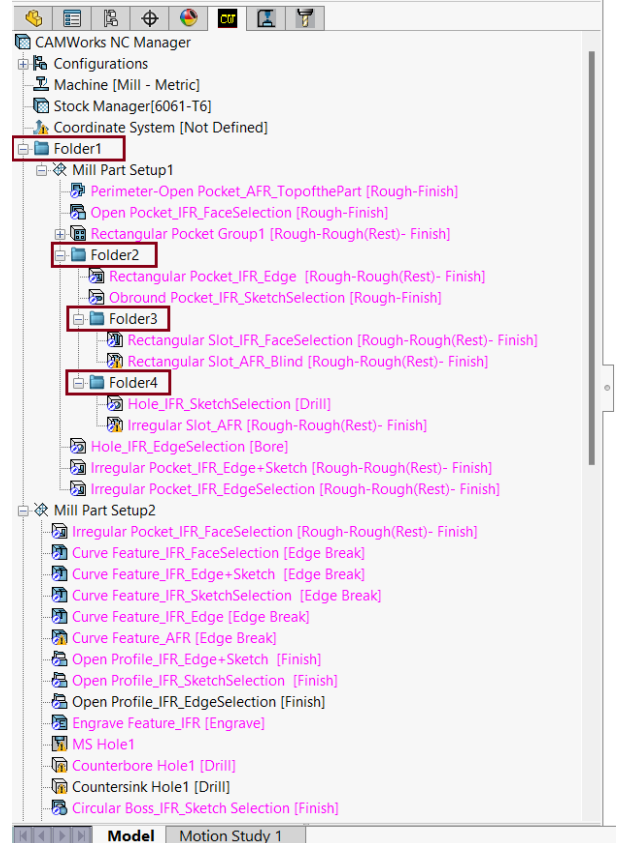 CW
CAMWorks NC Manager
Configurations
Machine [Mill - Metric]
Stock Manager[6061-T6]
Coordinate System [Not Defined]
Folder1
Mill Part Setup1
Perimeter-Open Pocket_AFR_TopofthePart [Rough-Finish]
Open Pocket_IFR_FaceSelection [Rough-Finish]
Rectangular Pocket Group1 [Rough-Rough(Rest)- Finish]
Folder2
Rectangular Pocket_IFR_Edge  [Rough-Rough(Rest)- Finish]
Obround Pocket_IFR_SketchSelection [Rough-Finish]
Folder3
Rectangular Slot_IFR_FaceSelection [Rough-Rough(Rest)- Finish]
Rectangular Slot_AFR_Blind [Rough-Rough(Rest)- Finish]
Folder4
Hole_IFR_SketchSelection [Drill]
Irregular Slot_AFR [Rough-Rough(Rest)- Finish]
Hole_IFR_EdgeSelection [Bore]
Irregular Pocket_IFR_Edge+Sketch [Rough-Rough(Rest)- Finish]
Irregular Pocket_IFR_EdgeSelection [Rough-Rough(Rest)- Finish]
Mill Part Setup2
Irregular Pocket_IFR_FaceSelection [Rough-Rough(Rest)- Finish]
Curve Feature_IFR_FaceSelection [Edge Break]
Curve Feature_IFR_Edge+Sketch  [Edge Break]
Curve Feature_IFR_SketchSelection  [Edge Break]
Curve Feature_IFR_Edge [Edge Break]
Curve Feature_AFR [Edge Break]
Open Profile_IFR_Edge+Sketch  [Finish]
Open Profile_IFR_SketchSelection  [Finish]
Open Profile_IFR_EdgeSelection [Finish]
Engrave Feature_IFR [Engrave]
MS Hole1
Counterbore Hole1 [Drill]
Countersink Hole1 [Drill]
Circular Boss_IFR_Sketch Selection [Finish]
Model Motion Study 1